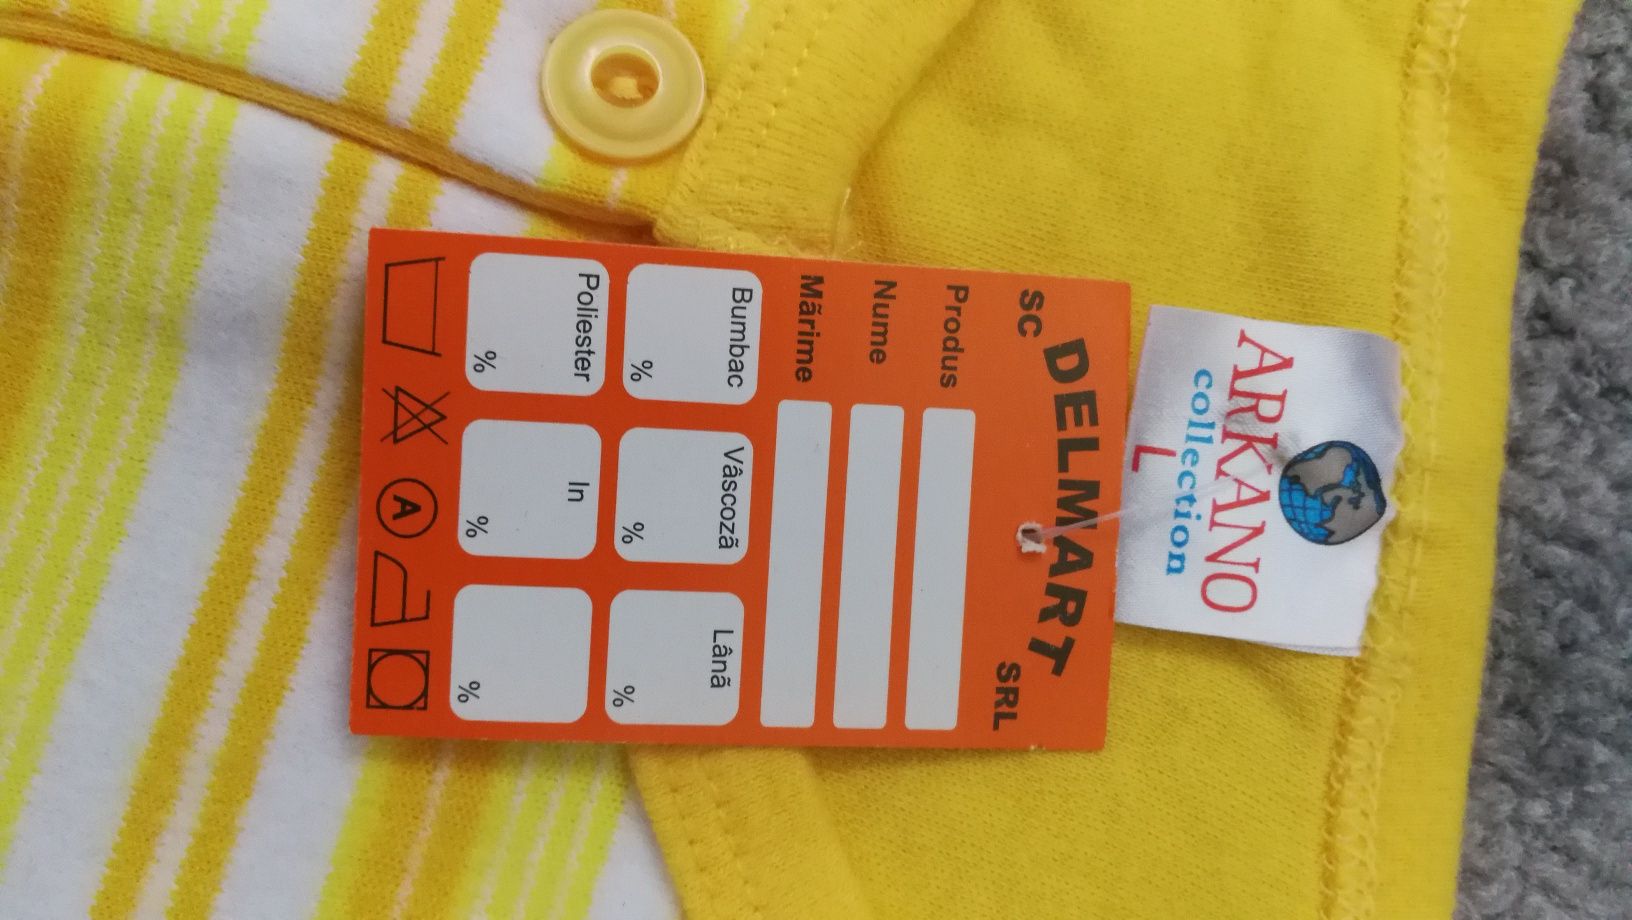 ARKANO
collection
L
SC DELMART SRL
Produs
Nume
Mărime
Bumbac
%
Vâscoză
%
Lână
%
Poliester
%
In
%
%
A